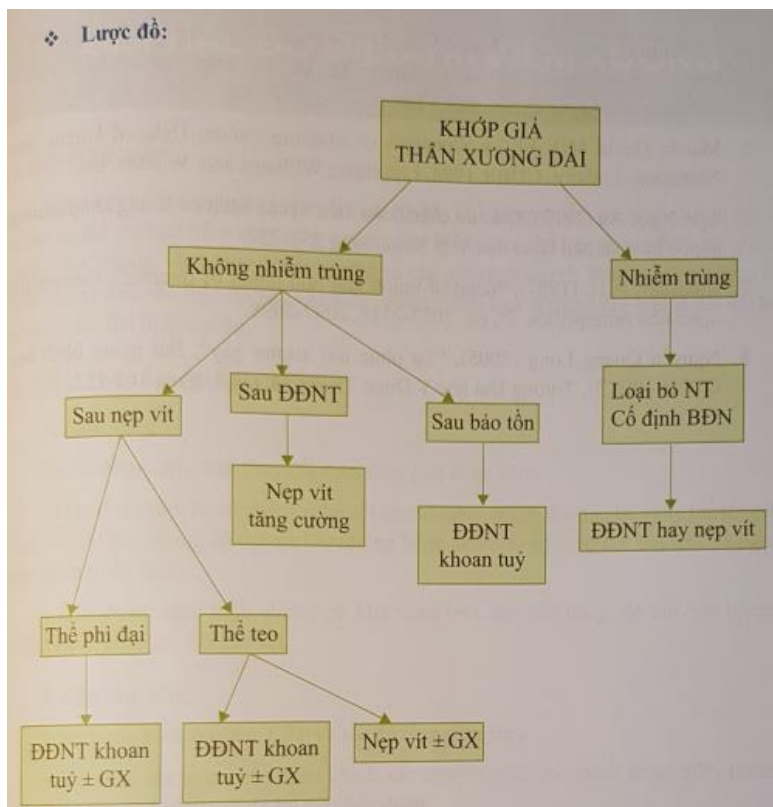 ❖ Lược đồ:
KHỚP GIẢ
THÂN XƯƠNG DÀI
Không nhiễm trùng
Nhiễm trùng
Sau nẹp vít
Sau ĐĐNT
Sau bảo tồn
Loại bỏ NT
Cố định BĐN
Nẹp vít
tăng cường
ĐĐNT
khoan tuỷ
ĐĐNT hay nẹp vít
Thể phì đại
Thể teo
ĐĐNT khoan
tuỷ ± GX
ĐĐNT khoan
tuỷ ± GX
Nẹp vít ± GX